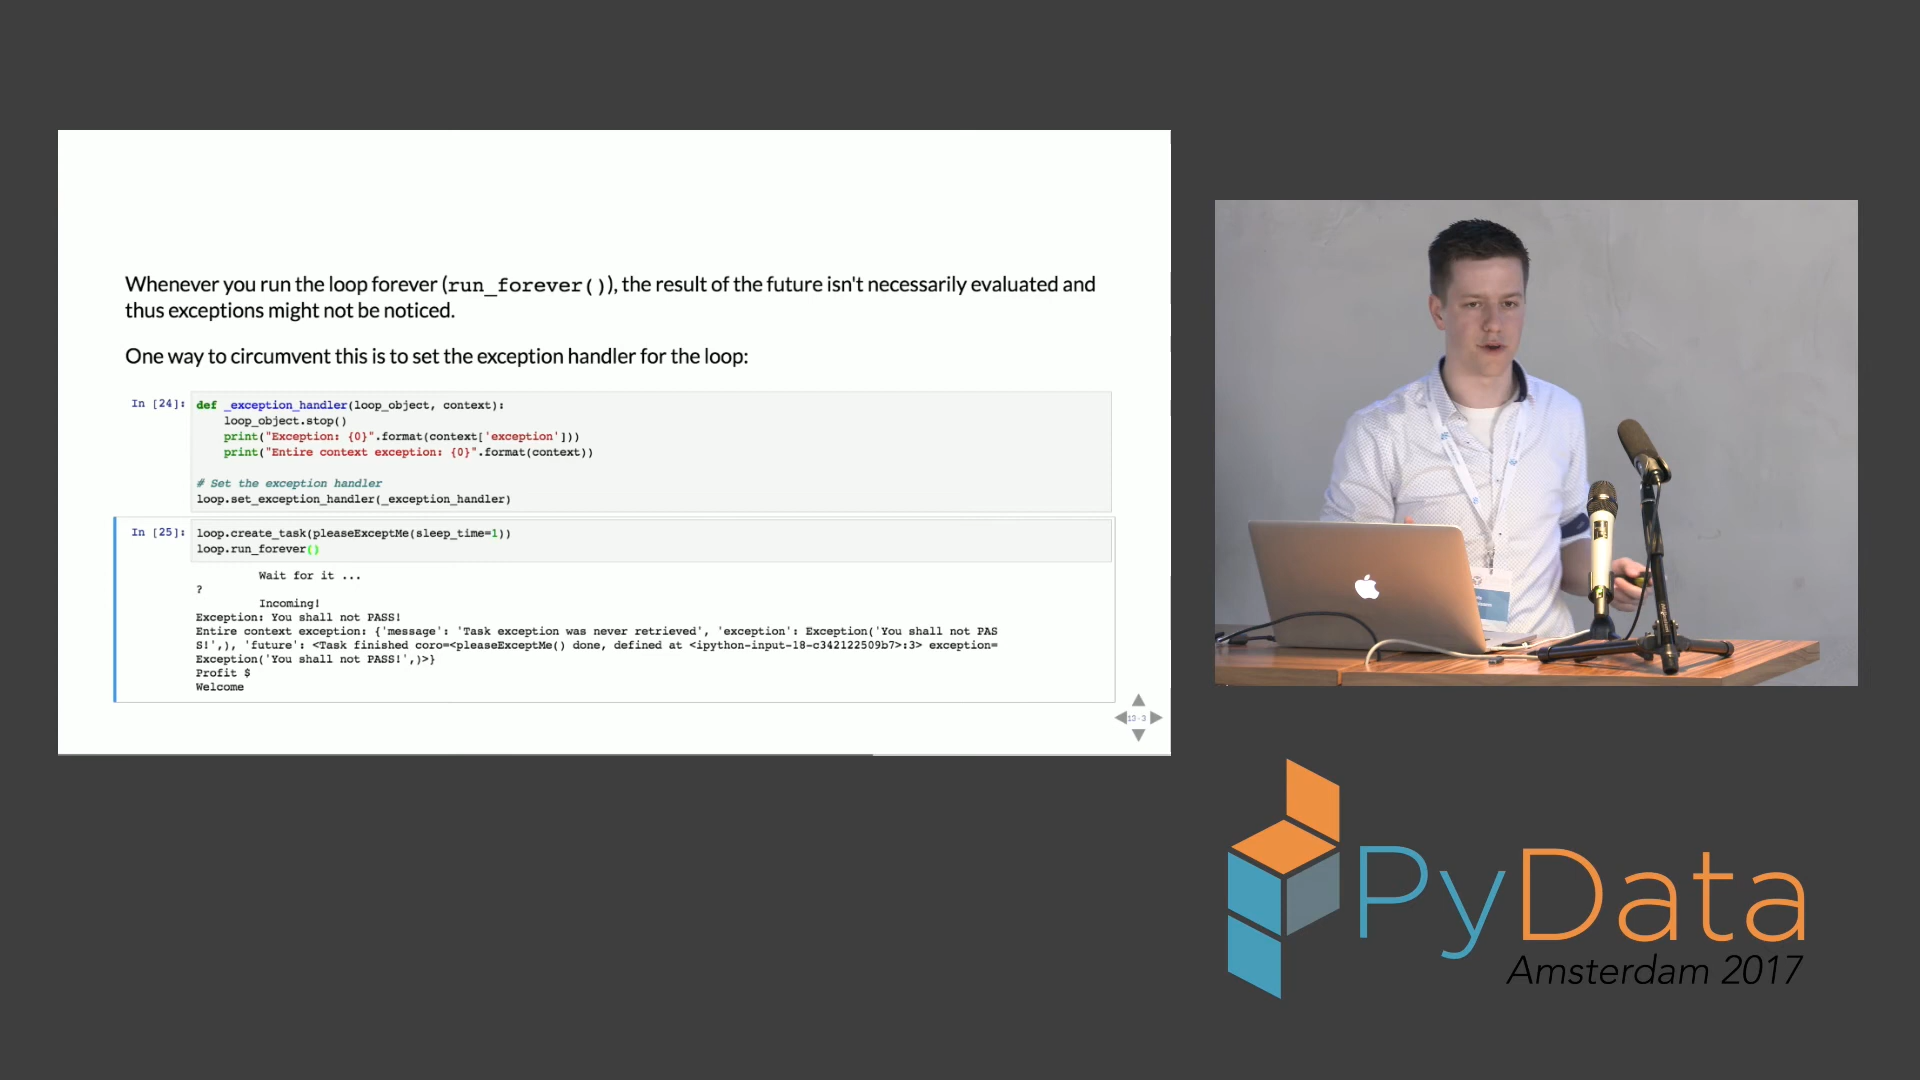 Whenever you run the loop forever (run_forever()), the result of the future isn't necessarily evaluated and
thus exceptions might not be noticed.
One way to circumvent this is to set the exception handler for the loop:
In [24]: def _exception_handler(loop_object, context):
loop_object.stop()
print("Exception: {0}".format(context['exception']))
print("Entire context exception: {0}".format(context))
# Set the exception handler
loop.set_exception_handler(_exception_handler)
In [25]: loop.create_task(pleaseExceptMe(sleep_time=1))
loop.run_forever()
Wait for it ...
?
Incoming!
Exception: You shall not PASS!
Entire context exception: {'message': 'Task exception was never retrieved', 'exception': Exception('You shall not PAS
S!',), 'future': <Task finished coro=<pleaseExceptMe() done, defined at <ipython-input-18-c342122509b7>:3> exception=
Exception('You shall not PASS!',)>}
Profit $
Welcome
13-3
PyData
Amsterdam 2017